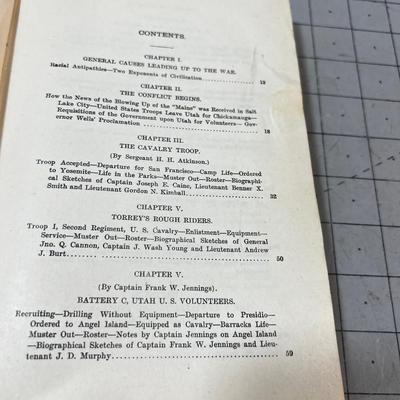 CONTENTS.
CHAPTER I.
GENERAL CAUSES LEADING UP TO THE WAR.
Racial Antipathies—Two Exponents of Civilization 13
CHAPTER II.
THE CONFLICT BEGINS.
How the News of the Blowing Up of the "Maine" was Received in Salt
Lake City—United States Troops Leave Utah for Chickamauga—
Requisitions of the Government upon Utah for Volunteers—Gov-
ernor Wells' Proclamation 18
CHAPTER III.
THE CAVALRY TROOP.
(By Sergeant H. H. Atkinson.)
Troop Accepted—Departure for San Francisco—Camp Life—Ordered
to Yosemite—Life in the Parks—Muster Out—Roster—Biographi-
cal Sketches of Captain Joseph E. Caine, Lieutenant Benner X.
Smith and Lieutenant Gordon N. Kimball 32
CHAPTER V.
TORREY'S ROUGH RIDERS.
Troop I, Second Regiment, U. S. Cavalry—Enlistment—Equipment—
Service—Muster Out—Roster—Biographical Sketches of General
Jno. Q. Cannon, Captain J. Wash Young and Lieutenant Andrew
J. Burt 50
CHAPTER V.
(By Captain Frank W. Jennings.)
BATTERY C, UTAH U. S. VOLUNTEERS.
Recruiting—Drilling Without Equipment—Departure to Presidio—
Ordered to Angel Island—Equipped as Cavalry—Barracks Life—
Muster Out—Roster—Notes by Captain Jennings on Angel Island
—Biographical Sketches of Captain Frank W. Jennings and Lieu-
tenant J. D. Murphy 59